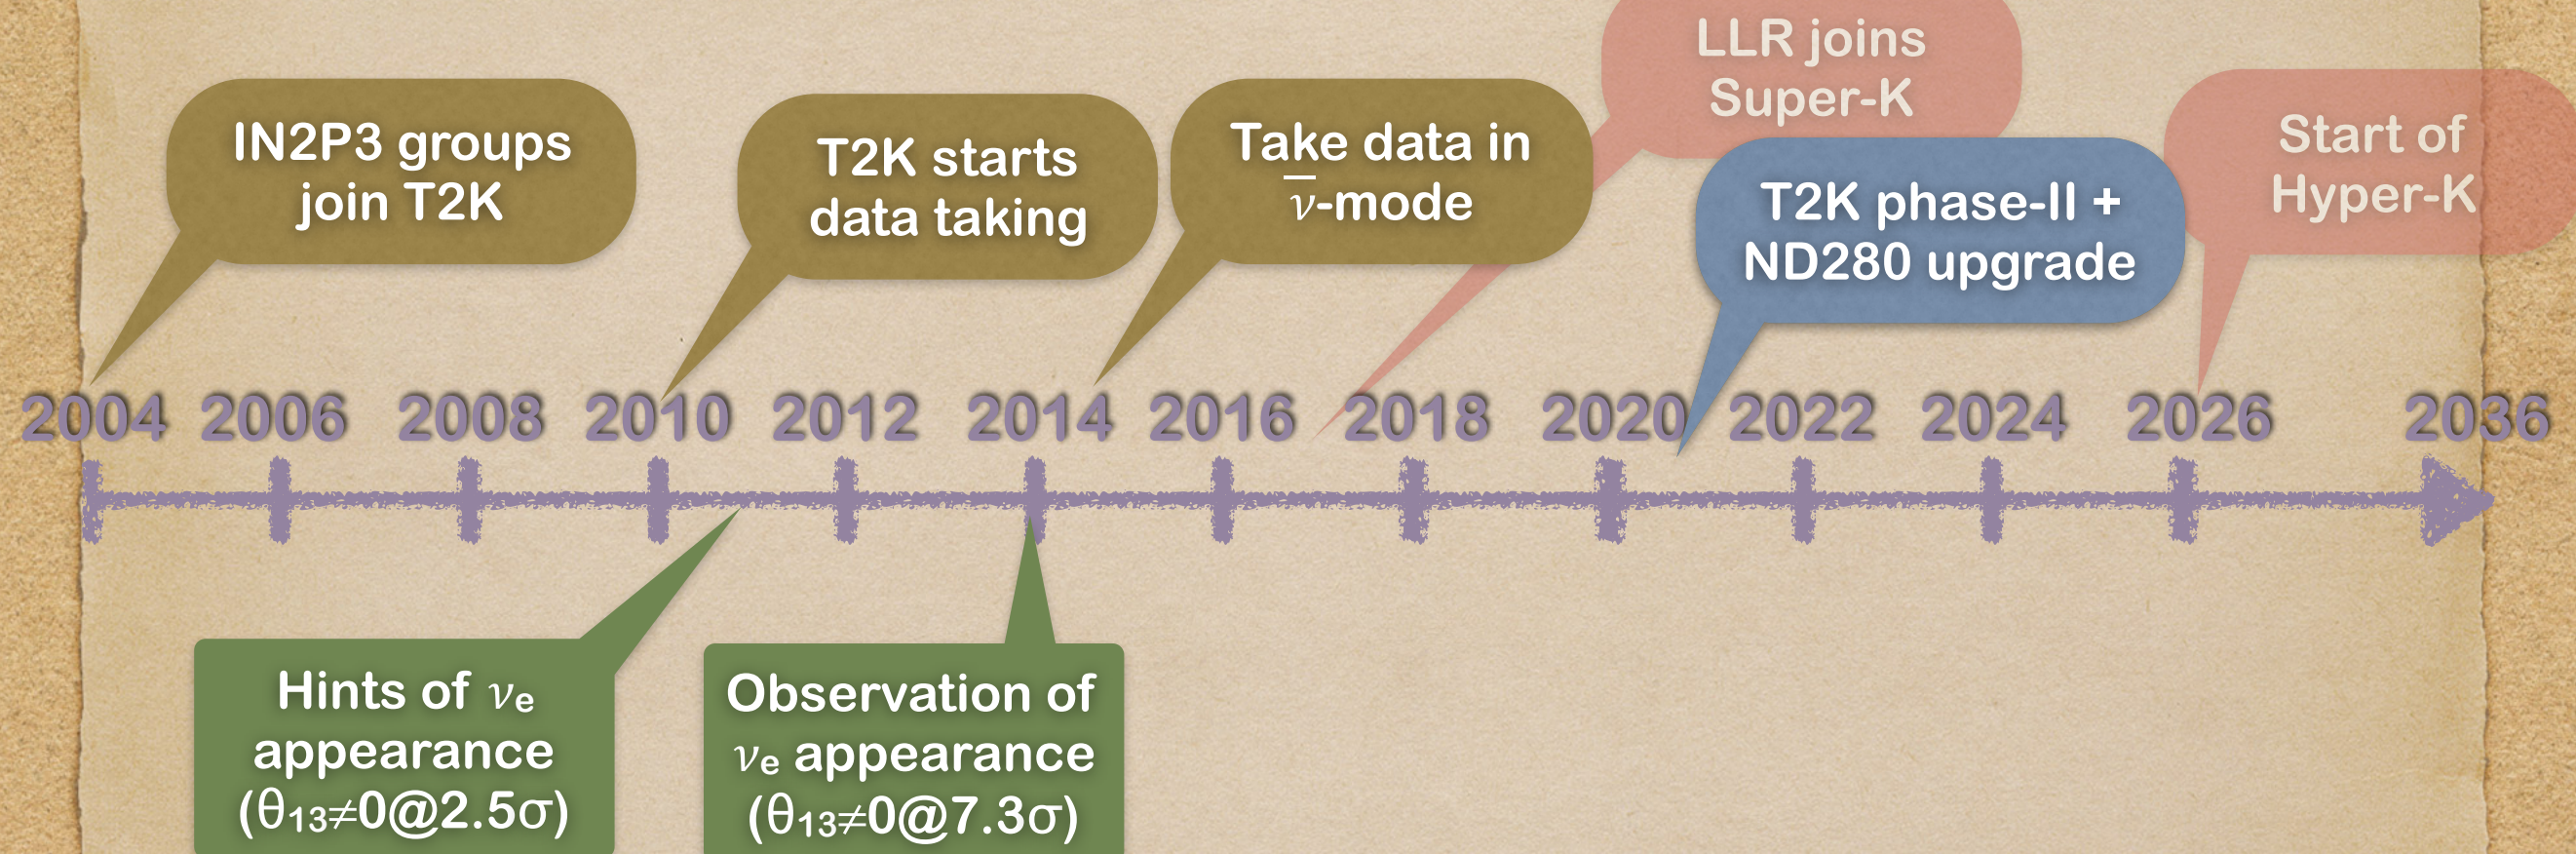 LLR joins
Super-K
IN2P3 groups
join T2K
T2K starts
data taking
Take data in
ν̅-mode
T2K phase-II +
ND280 upgrade
Start of
Hyper-K
2004 2006 2008 2010 2012 2014 2016 2018 2020 2022 2024 2026 2036
Hints of νe
appearance
(θ₁₃≠0@2.5σ)
Observation of
νe appearance
(θ₁₃≠0@7.3σ)